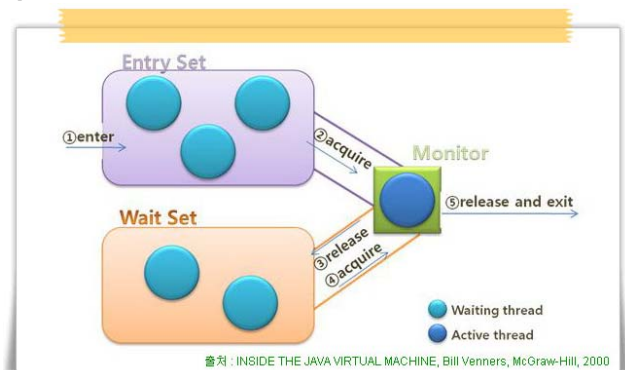 Entry Set
①enter
②acquire
Monitor
⑤release and exit
Wait Set
③release
④acquire
Waiting thread
Active thread
출처 : INSIDE THE JAVA VIRTUAL MACHINE, Bill Venners, McGraw-Hill, 2000